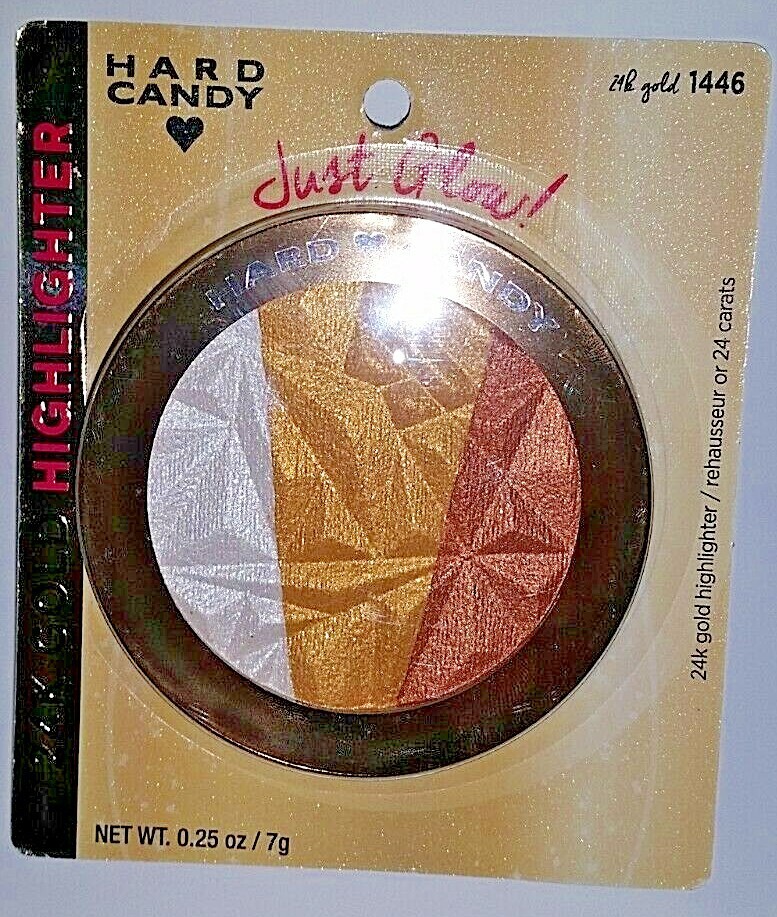 HARD
CANDY
24k gold 1446
Just Glow!
HARD CANDY
24K GOLD HIGHLIGHTER
24k gold highlighter / rehausseur or 24 carats
NET WT. 0.25 oz / 7g